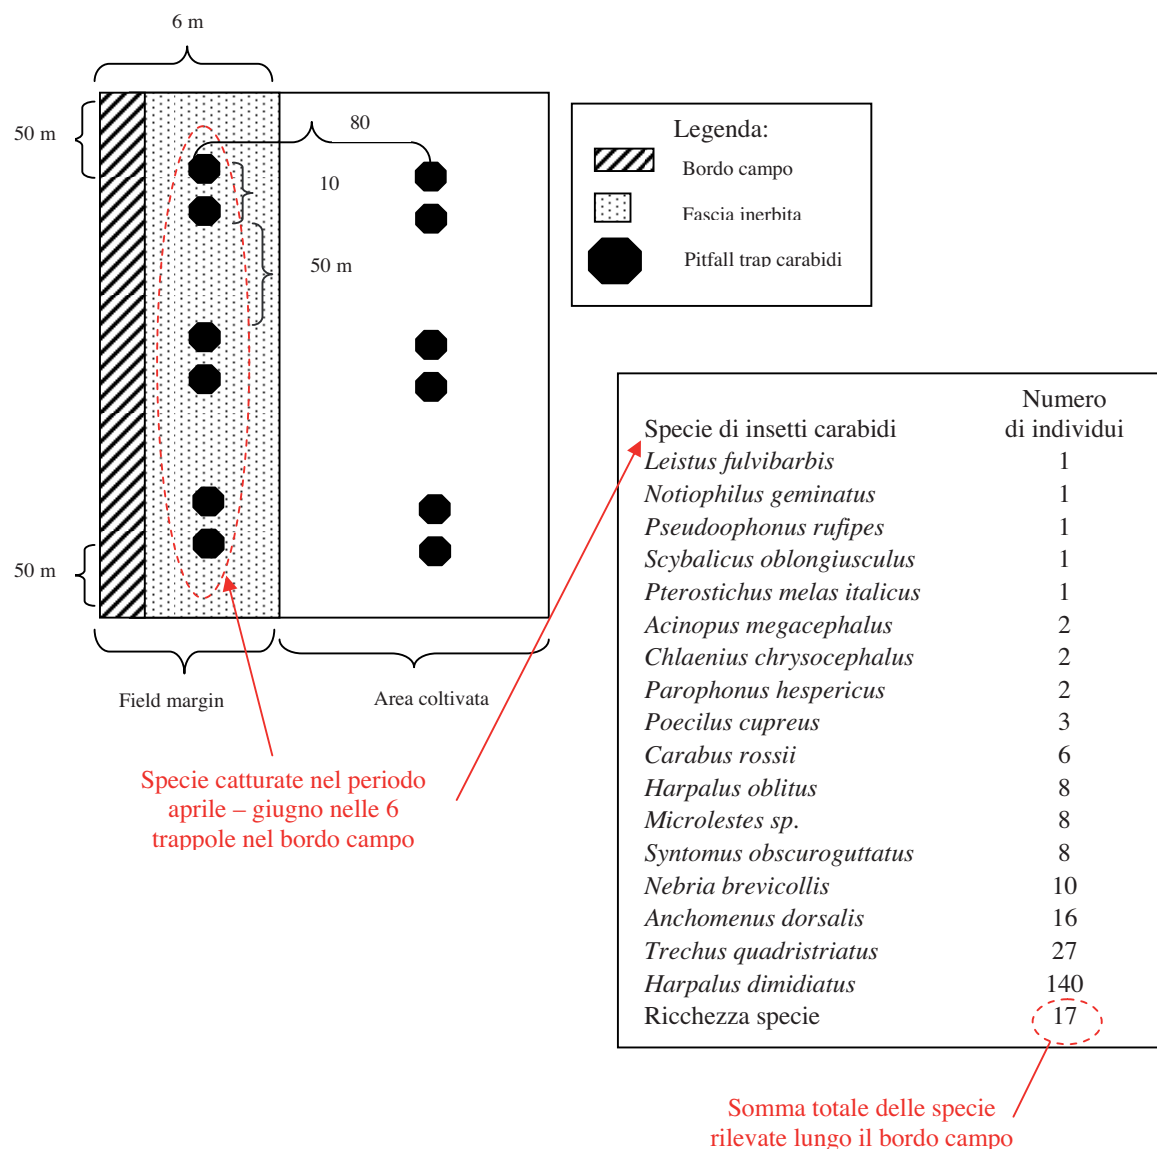 6 m
50 m
80
10
50 m
50 m
Field margin
Area coltivata
Legenda:
Bordo campo
Fascia inerbita
Pitfall trap carabidi
Specie catturate nel periodo
aprile – giugno nelle 6
trappole nel bordo campo
Numero
Specie di insetti carabidi di individui
Leistus fulvibarbis 1
Notiophilus geminatus 1
Pseudoophonus rufipes 1
Scybalicus oblongiusculus 1
Pterostichus melas italicus 1
Acinopus megacephalus 2
Chlaenius chrysocephalus 2
Parophonus hespericus 2
Poecilus cupreus 3
Carabus rossii 6
Harpalus oblitus 8
Microlestes sp. 8
Syntomus obscuroguttatus 8
Nebria brevicollis 10
Anchomenus dorsalis 16
Trechus quadristriatus 27
Harpalus dimidiatus 140
Ricchezza specie 17
Somma totale delle specie
rilevate lungo il bordo campo